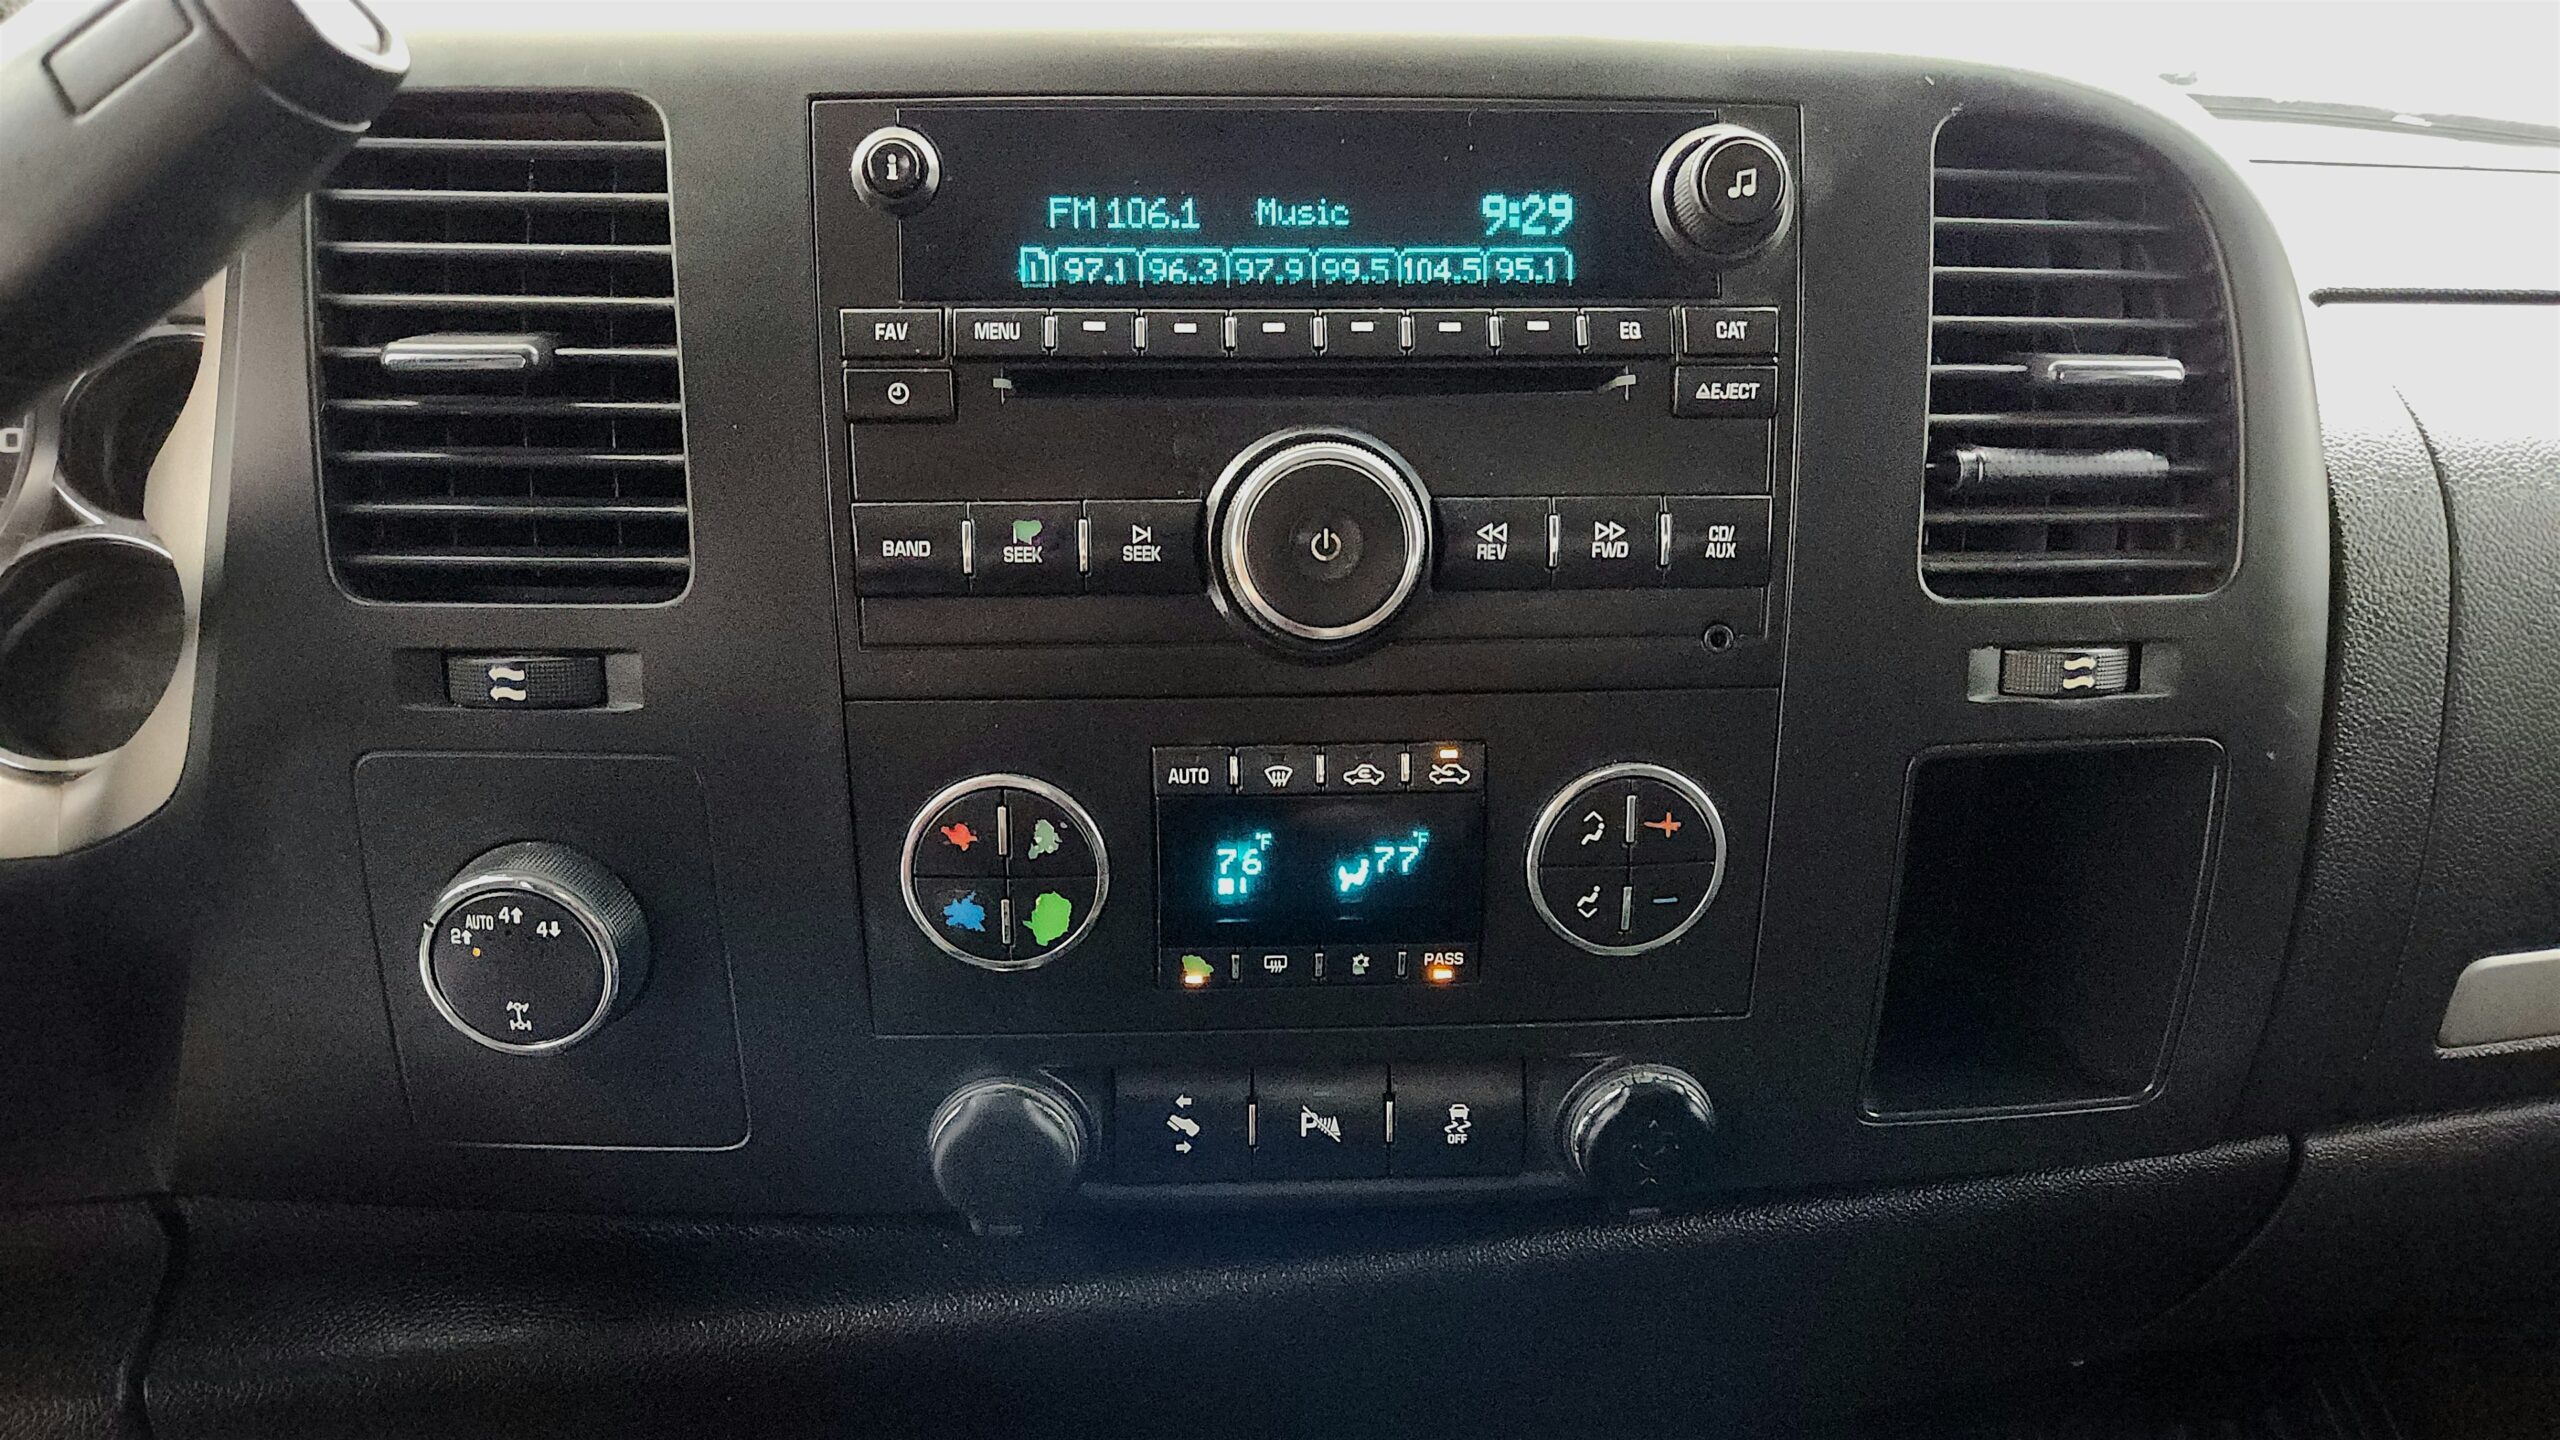 FM 106.1 Music 9:29
1 97.1 96.3 97.9 99.5 104.5 95.1
FAV MENU EQ CAT
EJECT
BAND SEEK SEEK REV FWD CD/
AUX
AUTO
76°F 77°F
PASS
2 AUTO 4 4
P
OFF
0
i